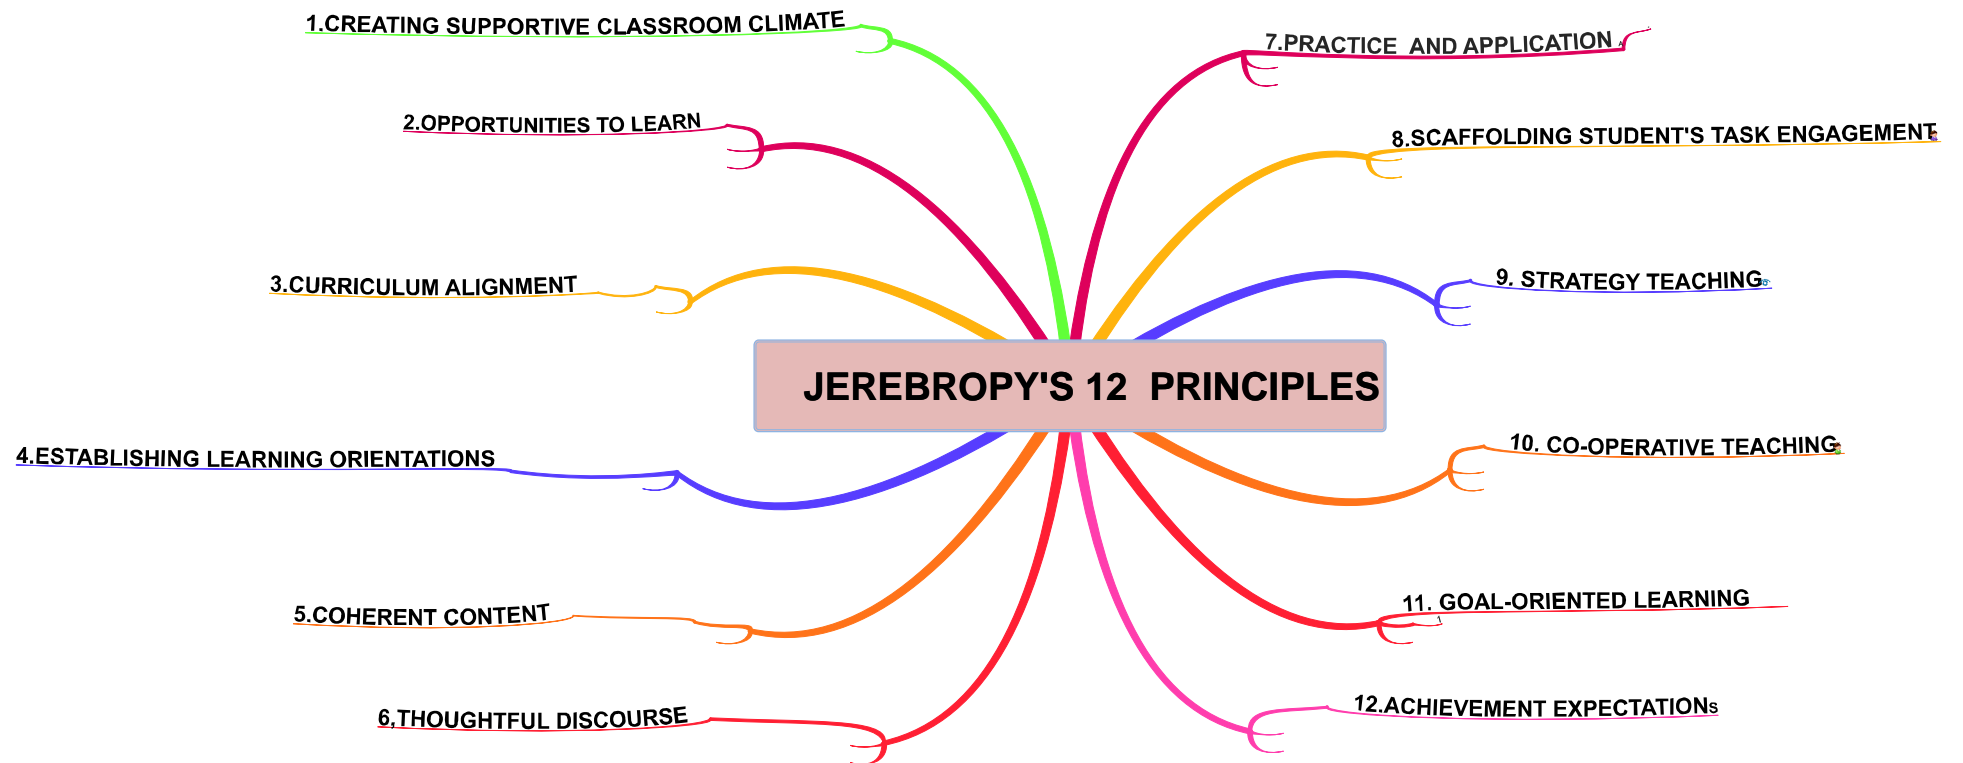 1.CREATING SUPPORTIVE CLASSROOM CLIMATE
2.OPPORTUNITIES TO LEARN
3.CURRICULUM ALIGNMENT
4.ESTABLISHING LEARNING ORIENTATIONS
5.COHERENT CONTENT
6,THOUGHTFUL DISCOURSE
JEREBROPY'S 12 PRINCIPLES
7.PRACTICE AND APPLICATION
8.SCAFFOLDING STUDENT'S TASK ENGAGEMENT
9. STRATEGY TEACHING
10. CO-OPERATIVE TEACHING
11. GOAL-ORIENTED LEARNING
12.ACHIEVEMENT EXPECTATIONs